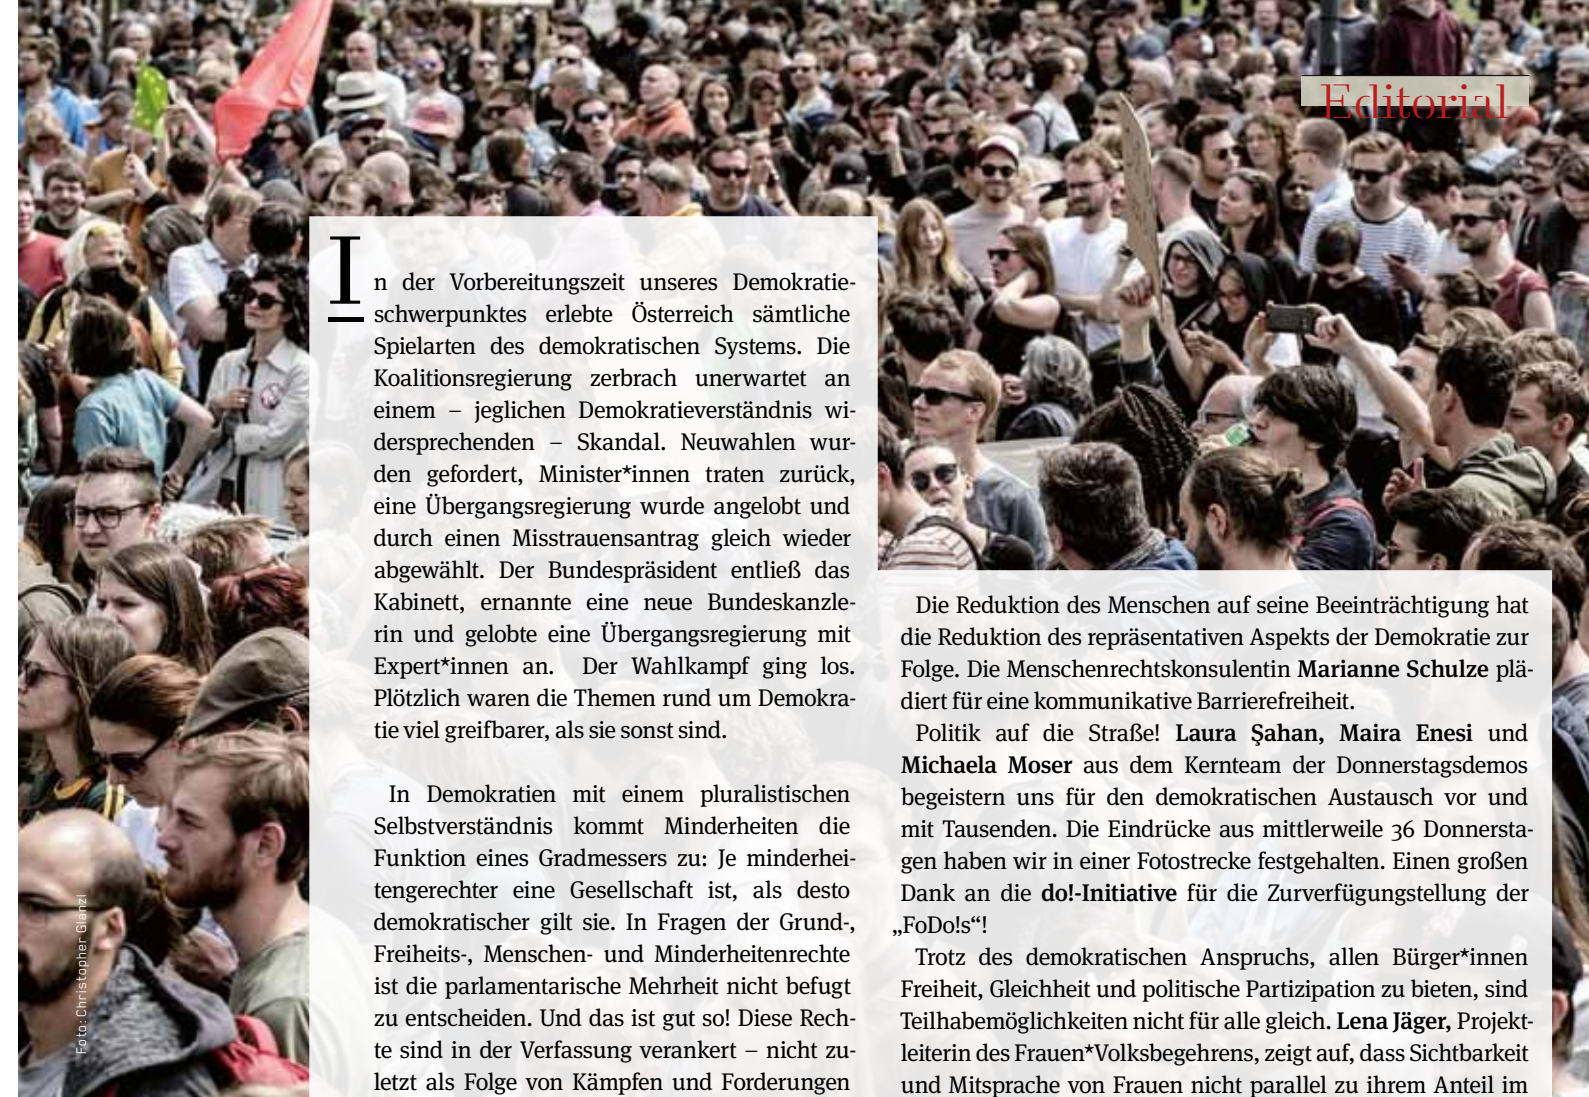 Editorial
In der Vorbereitungszeit unseres Demokratie-
schwerpunktes erlebte Österreich sämtliche
Spielarten des demokratischen Systems. Die
Koalitionsregierung zerbrach unerwartet an
einem – jeglichen Demokratieverständnis wi-
dersprechenden – Skandal. Neuwahlen wur-
den gefordert, Minister*innen traten zurück,
eine Übergangsregierung wurde angelobt und
durch einen Misstrauensantrag gleich wieder
abgewählt. Der Bundespräsident entließ das
Kabinett, ernannte eine neue Bundeskanzle-
rin und gelobte eine Übergangsregierung mit
Expert*innen an. Der Wahlkampf ging los.
Plötzlich waren die Themen rund um Demokra-
tie viel greifbarer, als sie sonst sind.
In Demokratien mit einem pluralistischen
Selbstverständnis kommt Minderheiten die
Funktion eines Gradmessers zu: Je minderhei-
tengerechter eine Gesellschaft ist, als desto
demokratischer gilt sie. In Fragen der Grund-,
Freiheits-, Menschen- und Minderheitenrechte
ist die parlamentarische Mehrheit nicht befugt
zu entscheiden. Und das ist gut so! Diese Rech-
te sind in der Verfassung verankert – nicht zu-
letzt als Folge von Kämpfen und Forderungen
Die Reduktion des Menschen auf seine Beeinträchtigung hat
die Reduktion des repräsentativen Aspekts der Demokratie zur
Folge. Die Menschenrechtskonsulentin Marianne Schulze plä-
diert für eine kommunikative Barrierefreiheit.
Politik auf die Straße! Laura Şahan, Maira Enesi und
Michaela Moser aus dem Kernteam der Donnerstagsdemos
begeistern uns für den demokratischen Austausch vor und
mit Tausenden. Die Eindrücke aus mittlerweile 36 Donnersta-
gen haben wir in einer Fotostrecke festgehalten. Einen großen
Dank an die do!-Initiative für die Zurverfügungstellung der
„FoDo!s“!
Trotz des demokratischen Anspruchs, allen Bürger*innen
Freiheit, Gleichheit und politische Partizipation zu bieten, sind
Teilhabemöglichkeiten nicht für alle gleich. Lena Jäger, Projekt-
leiterin des Frauen*Volksbegehrens, zeigt auf, dass Sichtbarkeit
und Mitsprache von Frauen nicht parallel zu ihrem Anteil im
Foto: Christopher Glanzl